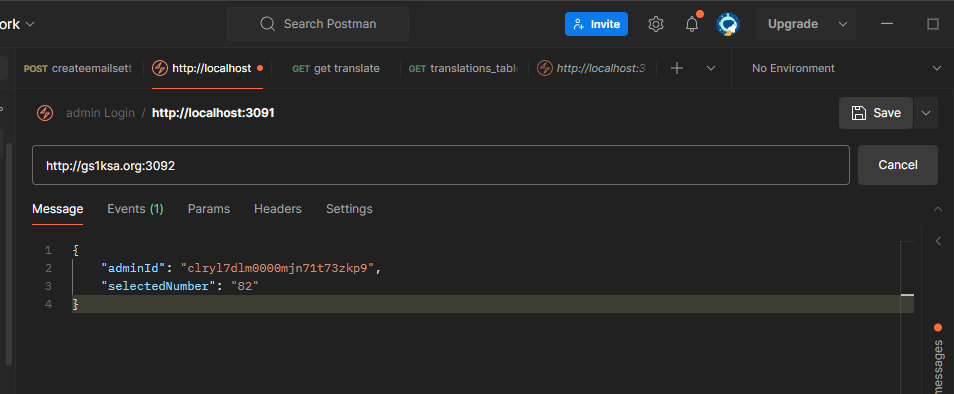 ork
Search Postman
Invite
Upgrade
POST createemailsett
http://localhost
GET get translate
GET translations_tabl
http://localhost:3
No Environment
admin Login / http://localhost:3091
Save
http://gs1ksa.org:3092
Cancel
Message Events (1) Params Headers Settings
1 {
2 "adminId": "clryl7dlm0000mjn71t73zkp9",
3 "selectedNumber": "82"
4 }
messages